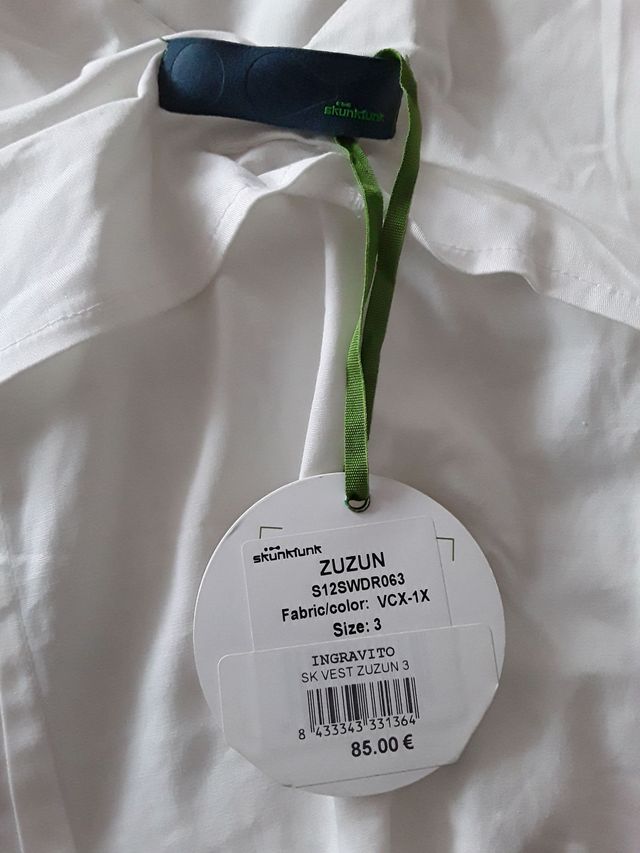 skunkfunk
skunkfunk
ZUZUN
S12SWDR063
Fabric/color: VCX-1X
Size: 3
INGRAVITO
SK VEST ZUZUN 3
8 433343 331364
85.00 €